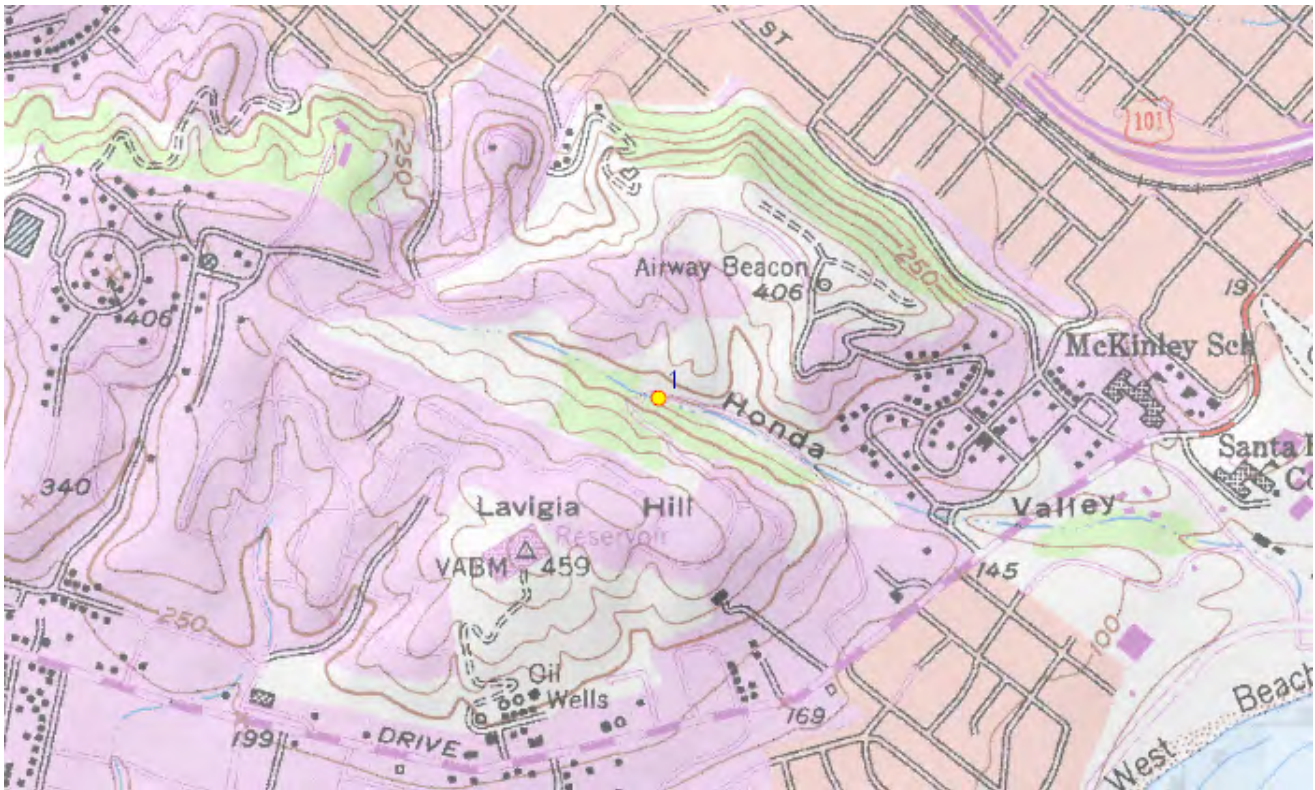 ST
101
250
250
Airway Beacon
406
19
406
McKinley Sch
I
Honda
340
Lavigia Hill
Reservoir
Valley
VABM 459
145
250
100
Oil
Wells
Beach
169
199
DRIVE
West